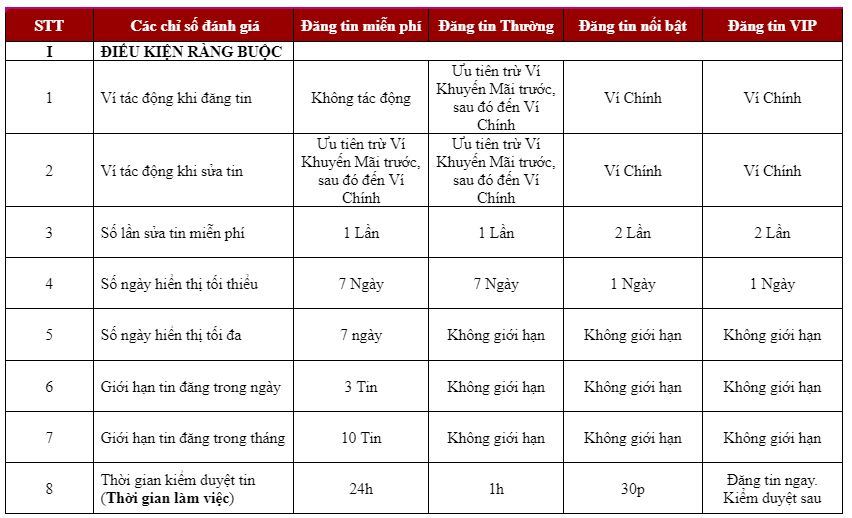 STT Các chỉ số đánh giá Đăng tin miễn phí Đăng tin Thường Đăng tin nổi bật Đăng tin VIP
I ĐIỀU KIỆN RÀNG BUỘC
1 Ví tác động khi đăng tin Không tác động Ưu tiên trừ Ví Khuyến Mãi trước, sau đó đến Ví Chính Ví Chính Ví Chính
2 Ví tác động khi sửa tin Ưu tiên trừ Ví Khuyến Mãi trước, sau đó đến Ví Chính Ưu tiên trừ Ví Khuyến Mãi trước, sau đó đến Ví Chính Ví Chính Ví Chính
3 Số lần sửa tin miễn phí 1 Lần 1 Lần 2 Lần 2 Lần
4 Số ngày hiển thị tối thiểu 7 Ngày 7 Ngày 1 Ngày 1 Ngày
5 Số ngày hiển thị tối đa 7 ngày Không giới hạn Không giới hạn Không giới hạn
6 Giới hạn tin đăng trong ngày 3 Tin Không giới hạn Không giới hạn Không giới hạn
7 Giới hạn tin đăng trong tháng 10 Tin Không giới hạn Không giới hạn Không giới hạn
8 Thời gian kiểm duyệt tin (Thời gian làm việc) 24h 1h 30p Đăng tin ngay. Kiểm duyệt sau